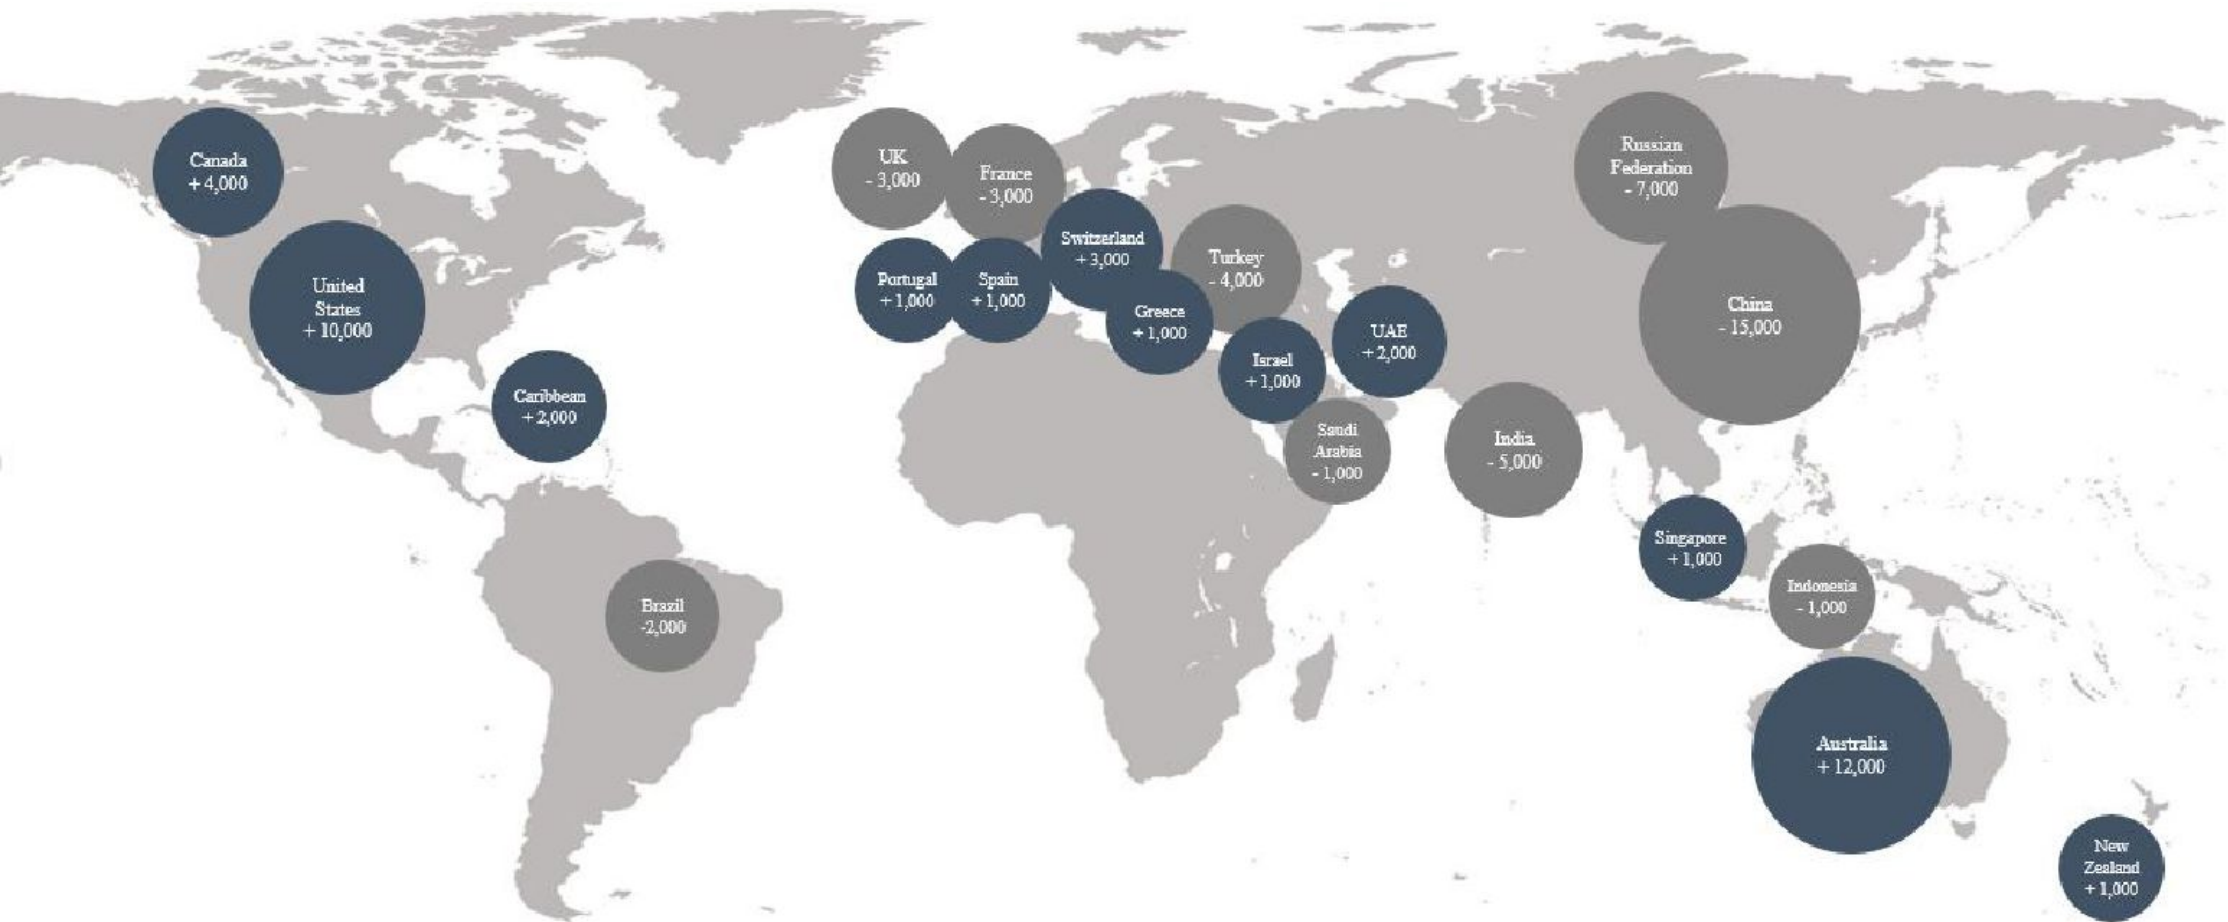 Canada
+ 4,000
United
States
+ 10,000
Caribbean
+ 2,000
Brazil
-2,000
UK
- 3,000
France
- 3,000
Portugal
+ 1,000
Spain
+ 1,000
Switzerland
+ 3,000
Greece
+ 1,000
Turkey
- 4,000
Israel
+ 1,000
UAE
+ 2,000
Saudi
Arabia
- 1,000
India
- 5,000
Russian
Federation
- 7,000
China
- 15,000
Singapore
+ 1,000
Indonesia
- 1,000
Australia
+ 12,000
New
Zealand
+ 1,000